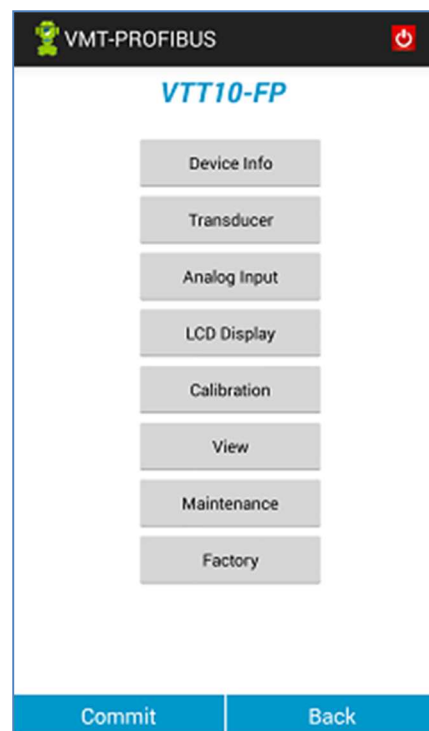 VMT-PROFIBUS
VTT10-FP
Device Info
Transducer
Analog Input
LCD Display
Calibration
View
Maintenance
Factory
Commit Back